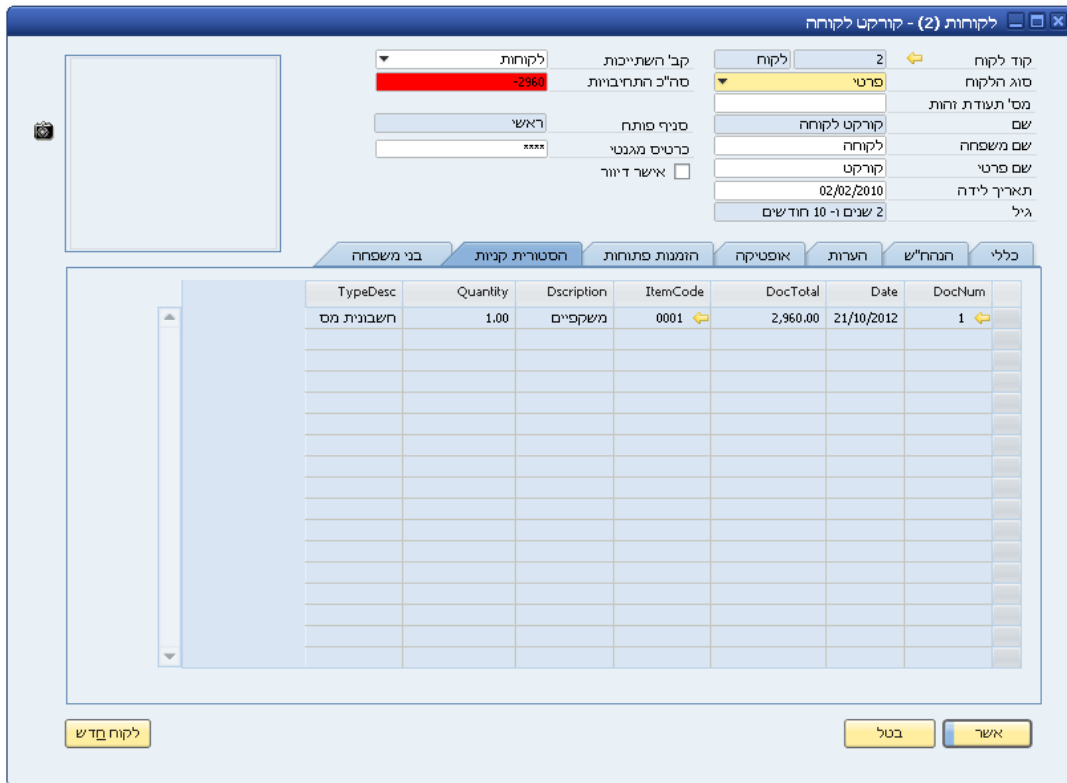 לקוחות (2) - קורקט לקוחה
קוד לקוח 2 לקוח
סוג הלקוח פרטי
מס' תעודת זהות
שם קורקט לקוחה
שם משפחה לקוחה
שם פרטי קורקט
תאריך לידה 02/02/2010
גיל 2 שנים ו- 10 חודשים
קב' השתייכות לקוחות
סה"כ התחיבויות -2960
סניף פותח ראשי
כרטיס מגנטי ****
אישר דיוור
כללי הנהח"ש הערות אופטיקה הזמנות פתוחות הסטורית קניות בני משפחה
DocNum Date DocTotal ItemCode Dscription Quantity TypeDesc
1 21/10/2012 2,960.00 0001 משקפיים 1.00 חשבונית מס
אשר בטל לקוח חדש